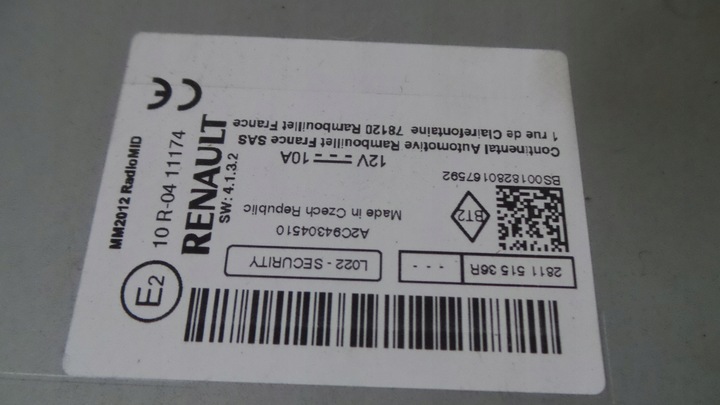 1 rue de Clairefontaine 78120 Rambouillet France
Continental Automotive Rambouillet France SAS
12V 10A
BS0018280167592
BT2
Made in Czech Republic
A2C94304510
2811 515 36R
- - -
L022 - SECURITY
CE
MM2012 RadioMID
10 R-04 11174
RENAULT
SW: 4.1.3.2
E2